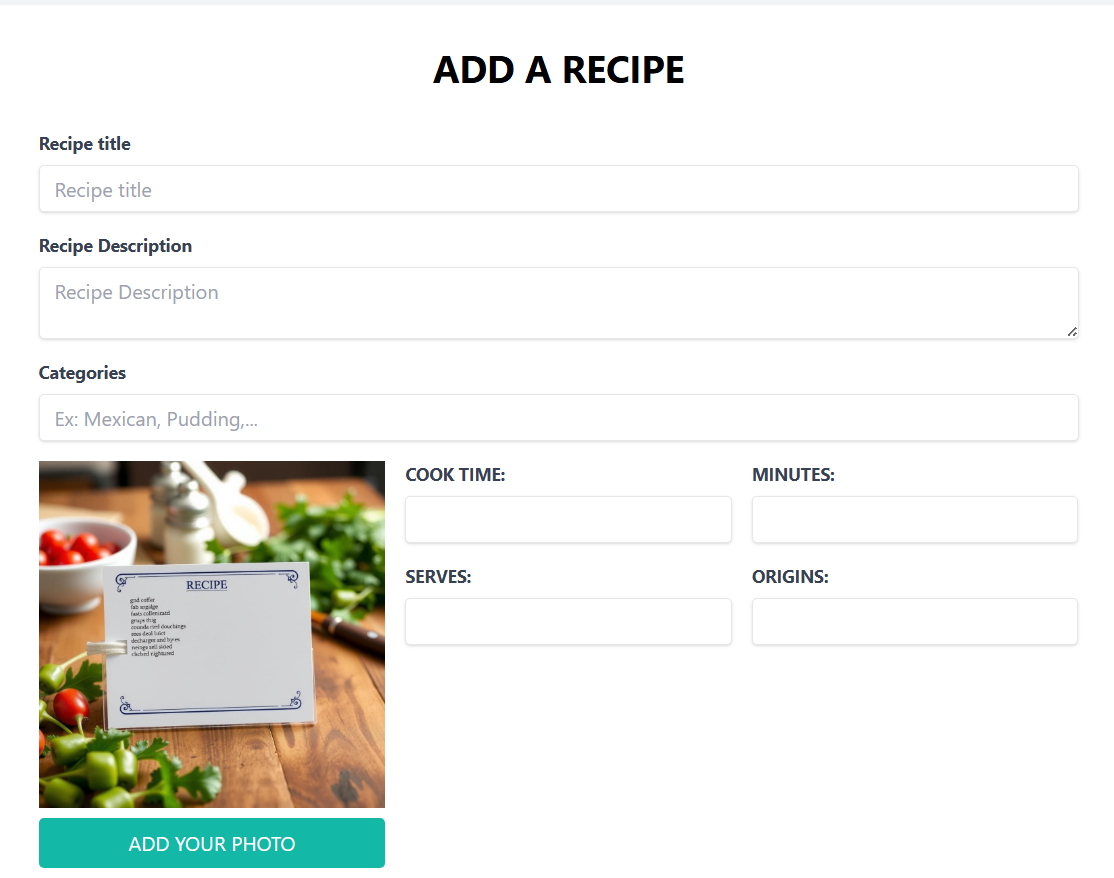 ADD A RECIPE
Recipe title
Recipe title
Recipe Description
Recipe Description
Categories
Ex: Mexican, Pudding,...
COOK TIME:
MINUTES:
SERVES:
ORIGINS:
RECIPE
ADD YOUR PHOTO